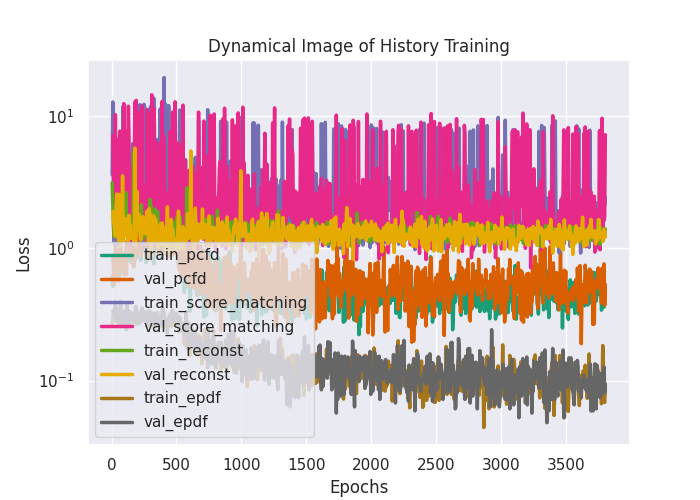 Dynamical Image of History Training
Loss
10¹
10⁰
10⁻¹
train_pcfd
val_pcfd
train_score_matching
val_score_matching
train_reconst
val_reconst
train_epdf
val_epdf
0 500 1000 1500 2000 2500 3000 3500
Epochs